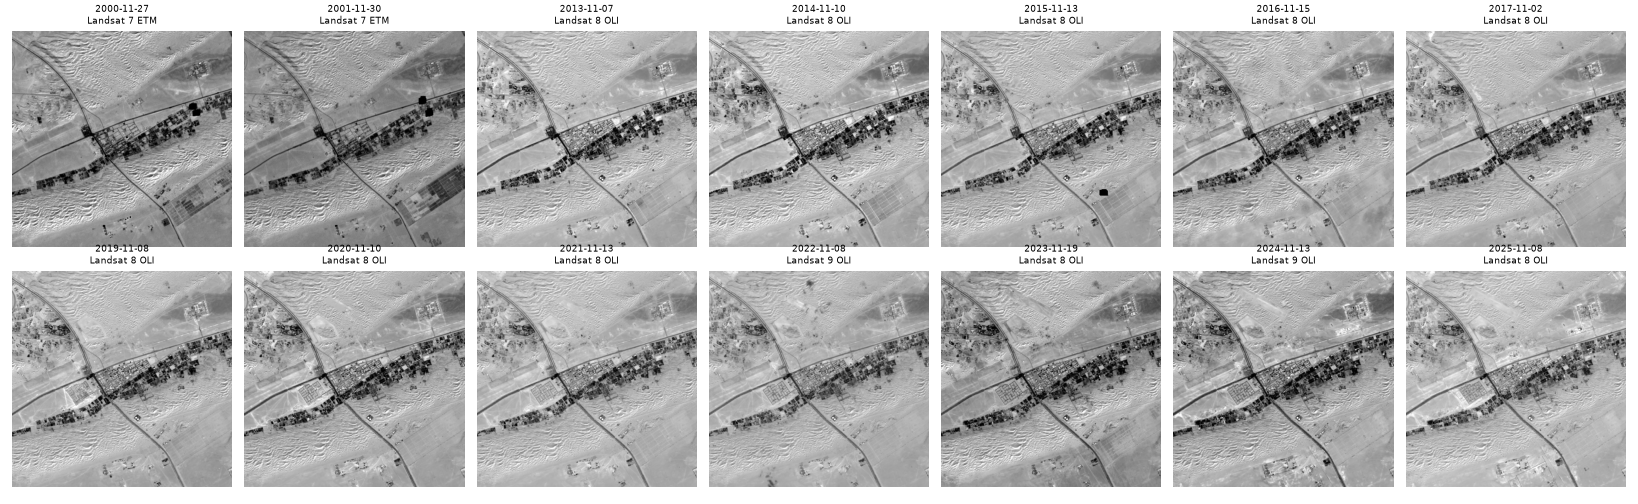 2000-11-27
Landsat 7 ETM
2001-11-30
Landsat 7 ETM
2013-11-07
Landsat 8 OLI
2014-11-10
Landsat 8 OLI
2015-11-13
Landsat 8 OLI
2016-11-15
Landsat 8 OLI
2017-11-02
Landsat 8 OLI
2019-11-08
Landsat 8 OLI
2020-11-10
Landsat 8 OLI
2021-11-13
Landsat 8 OLI
2022-11-08
Landsat 9 OLI
2023-11-19
Landsat 8 OLI
2024-11-13
Landsat 9 OLI
2025-11-08
Landsat 8 OLI